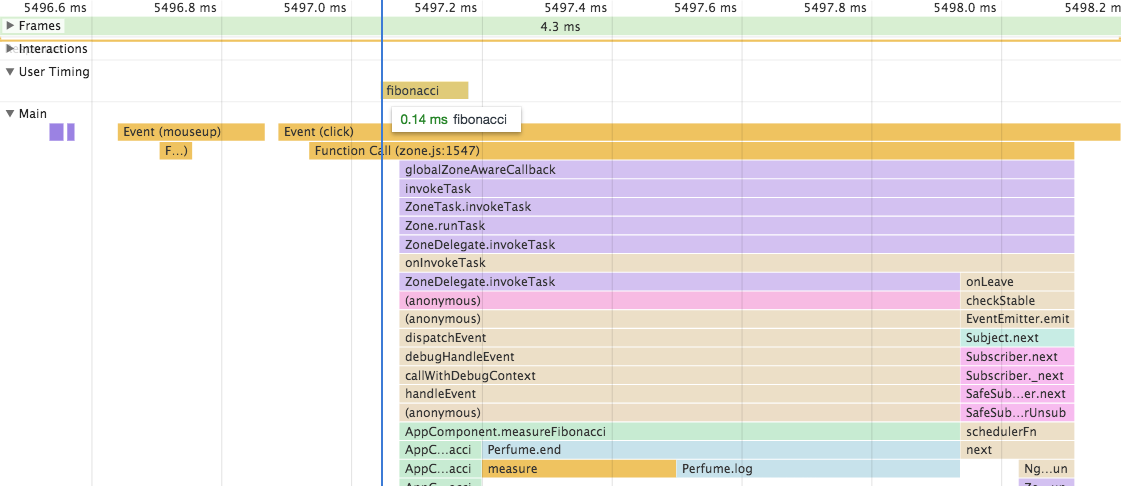 5496.6 ms 5496.8 ms 5497.0 ms 5497.2 ms 5497.4 ms 5497.6 ms 5497.8 ms 5498.0 ms 5498.2 m
Frames 4.3 ms
Interactions
User Timing
fibonacci
0.14 ms fibonacci
Main
Event (mouseup) Event (click)
F...) Function Call (zone.js:1547)
globalZoneAwareCallback
invokeTask
ZoneTask.invokeTask
Zone.runTask
ZoneDelegate.invokeTask
onInvokeTask
ZoneDelegate.invokeTask onLeave
(anonymous) checkStable
(anonymous) EventEmitter.emit
dispatchEvent Subject.next
debugHandleEvent Subscriber.next
callWithDebugContext Subscriber._next
handleEvent SafeSub...er.next
(anonymous) SafeSub...rUnsub
AppComponent.measureFibonacci schedulerFn
AppC...acci Perfume.end next
AppC...acci measure Perfume.log Ng...un